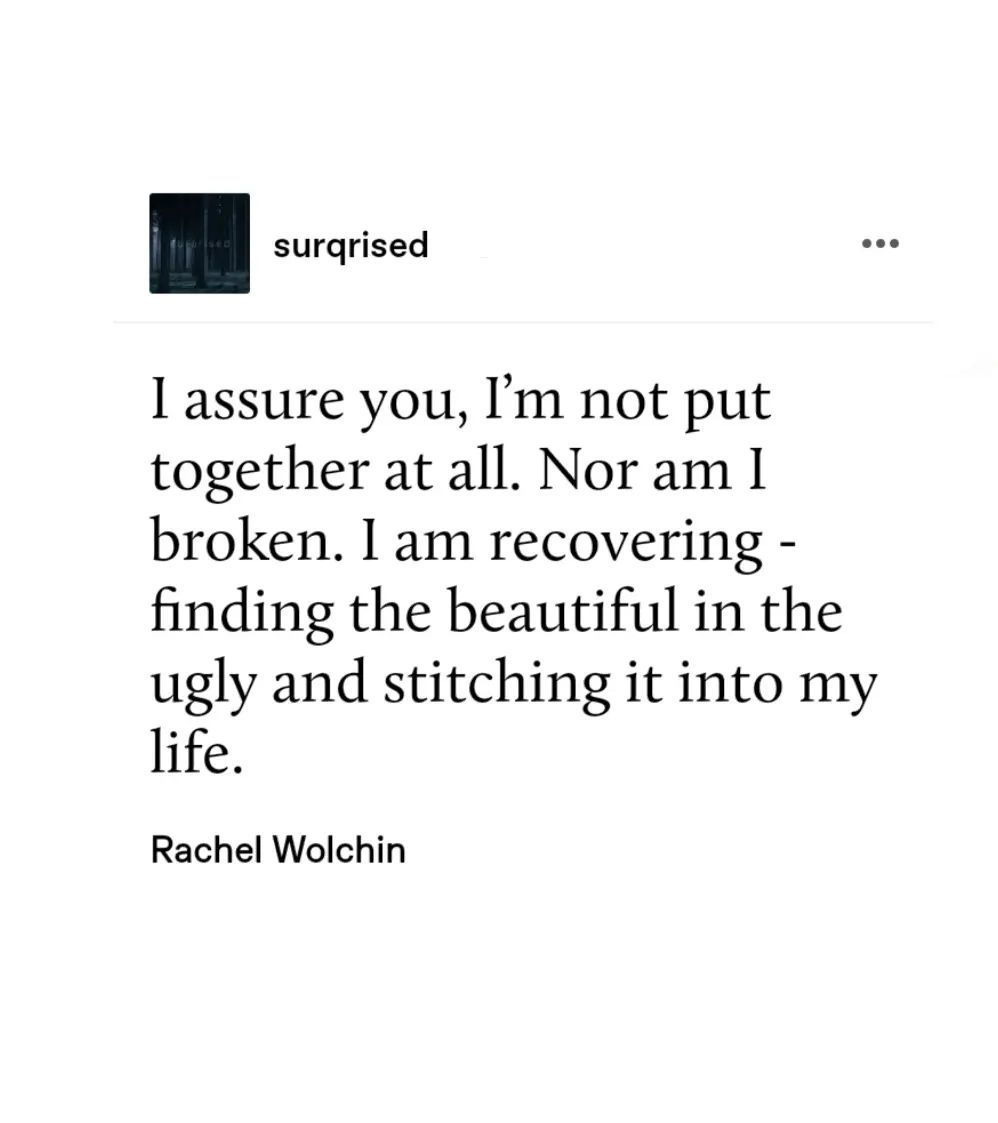 surqrised
I assure you, I’m not put
together at all. Nor am I
broken. I am recovering -
finding the beautiful in the
ugly and stitching it into my
life.
Rachel Wolchin